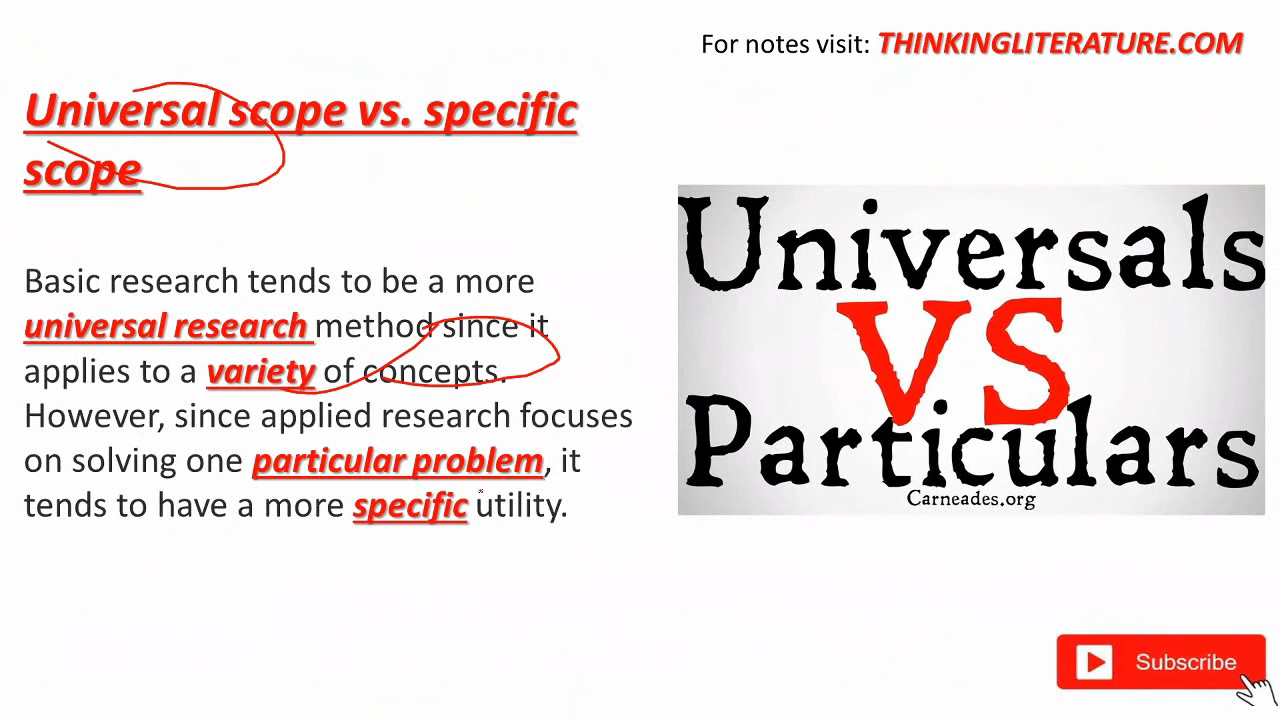 For notes visit: THINKINGLITERATURE.COM
Universal scope vs. specific
scope
Basic research tends to be a more
universal research method since it
applies to a variety of concepts.
However, since applied research focuses
on solving one particular problem, it
tends to have a more specific utility.
Universals
VS
Particulars
Carneades.org
Subscribe